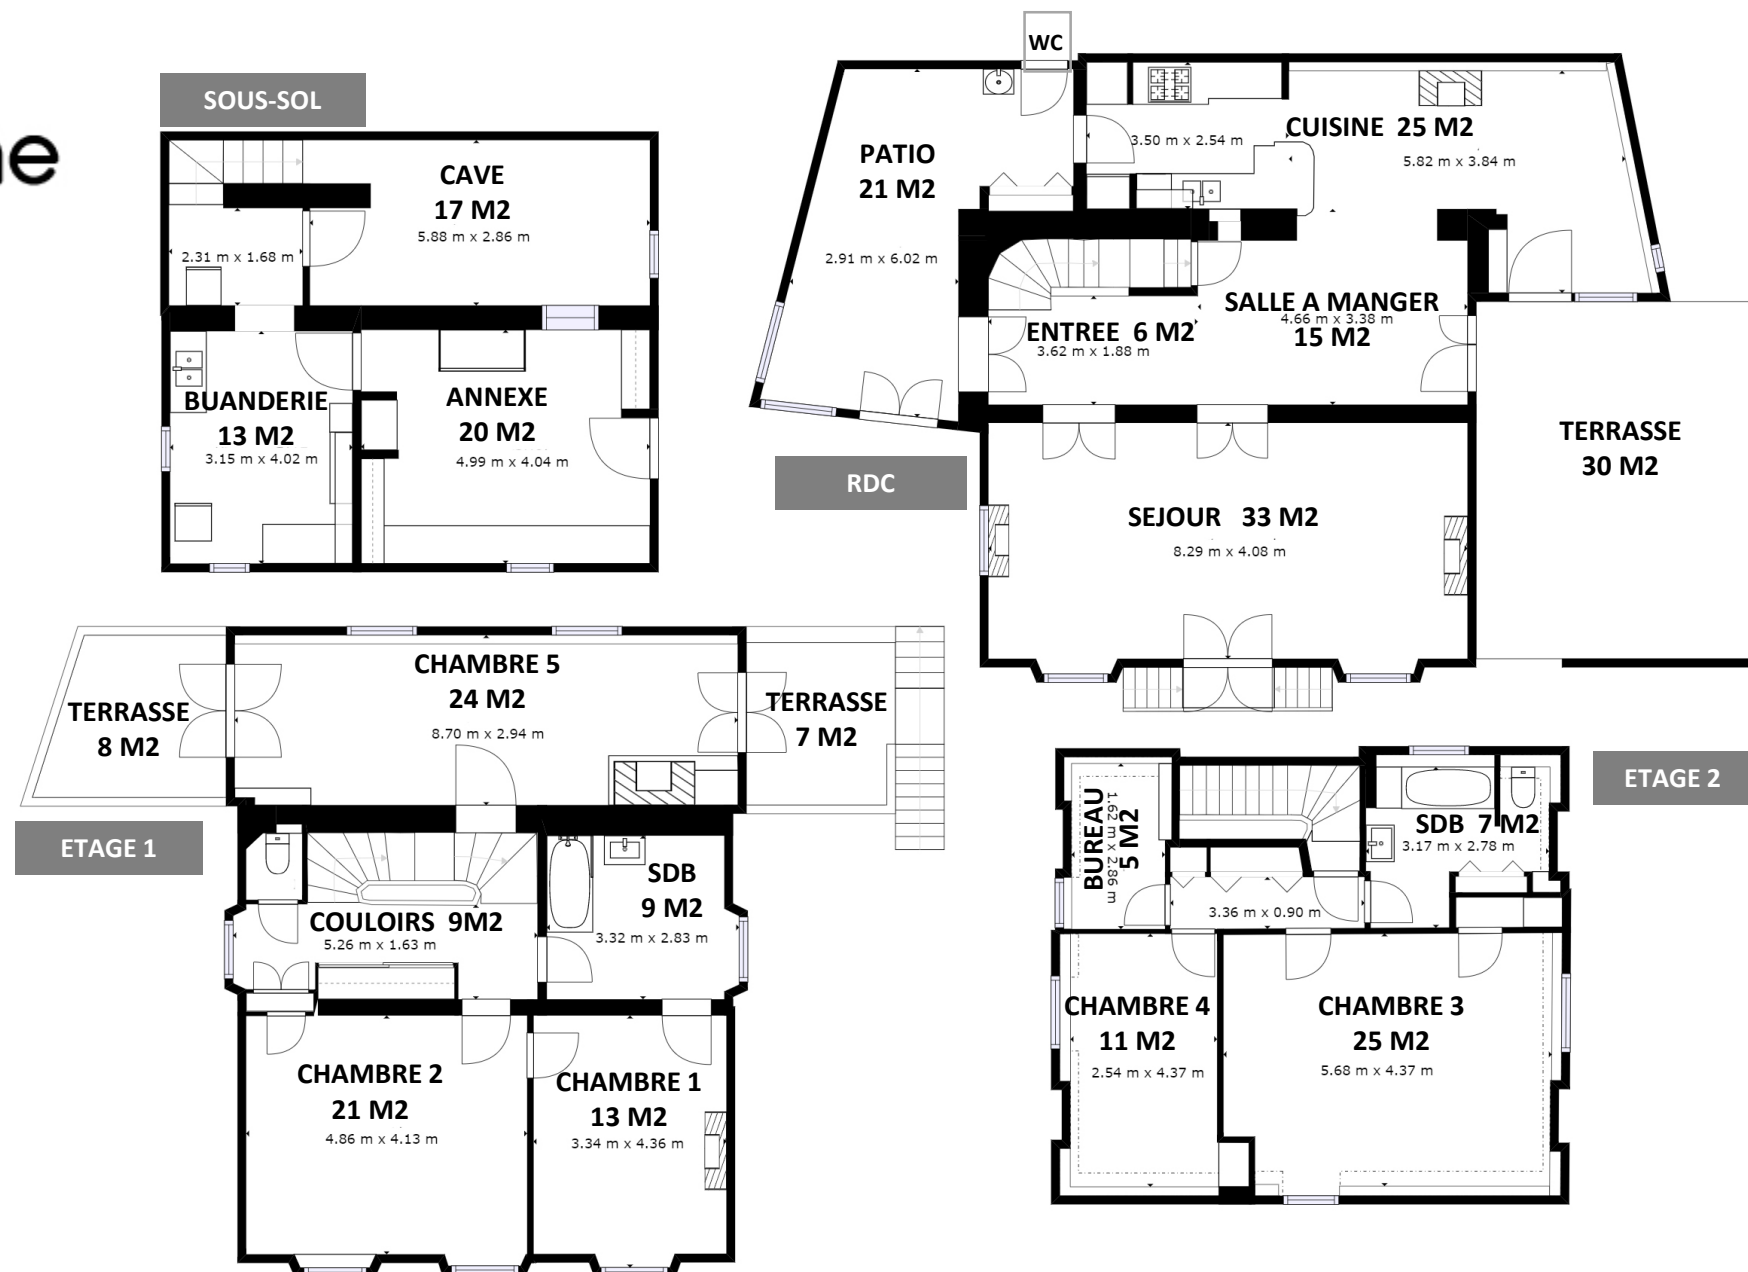 ne
SOUS-SOL
CAVE
17 M2
5.88 m x 2.86 m
2.31 m x 1.68 m
BUANDERIE
13 M2
3.15 m x 4.02 m
ANNEXE
20 M2
4.99 m x 4.04 m
WC
PATIO
21 M2
2.91 m x 6.02 m
3.50 m x 2.54 m
CUISINE 25 M2
5.82 m x 3.84 m
ENTREE 6 M2
3.62 m x 1.88 m
SALLE A MANGER
4.66 m x 3.38 m
15 M2
TERRASSE
30 M2
RDC
SEJOUR 33 M2
8.29 m x 4.08 m
CHAMBRE 5
24 M2
8.70 m x 2.94 m
TERRASSE
8 M2
TERRASSE
7 M2
ETAGE 1
COULOIRS 9M2
5.26 m x 1.63 m
SDB
9 M2
3.32 m x 2.83 m
CHAMBRE 2
21 M2
4.86 m x 4.13 m
CHAMBRE 1
13 M2
3.34 m x 4.36 m
ETAGE 2
BUREAU
1.62 m x 2.86 m
5 M2
SDB 7 M2
3.17 m x 2.78 m
3.36 m x 0.90 m
CHAMBRE 4
11 M2
2.54 m x 4.37 m
CHAMBRE 3
25 M2
5.68 m x 4.37 m